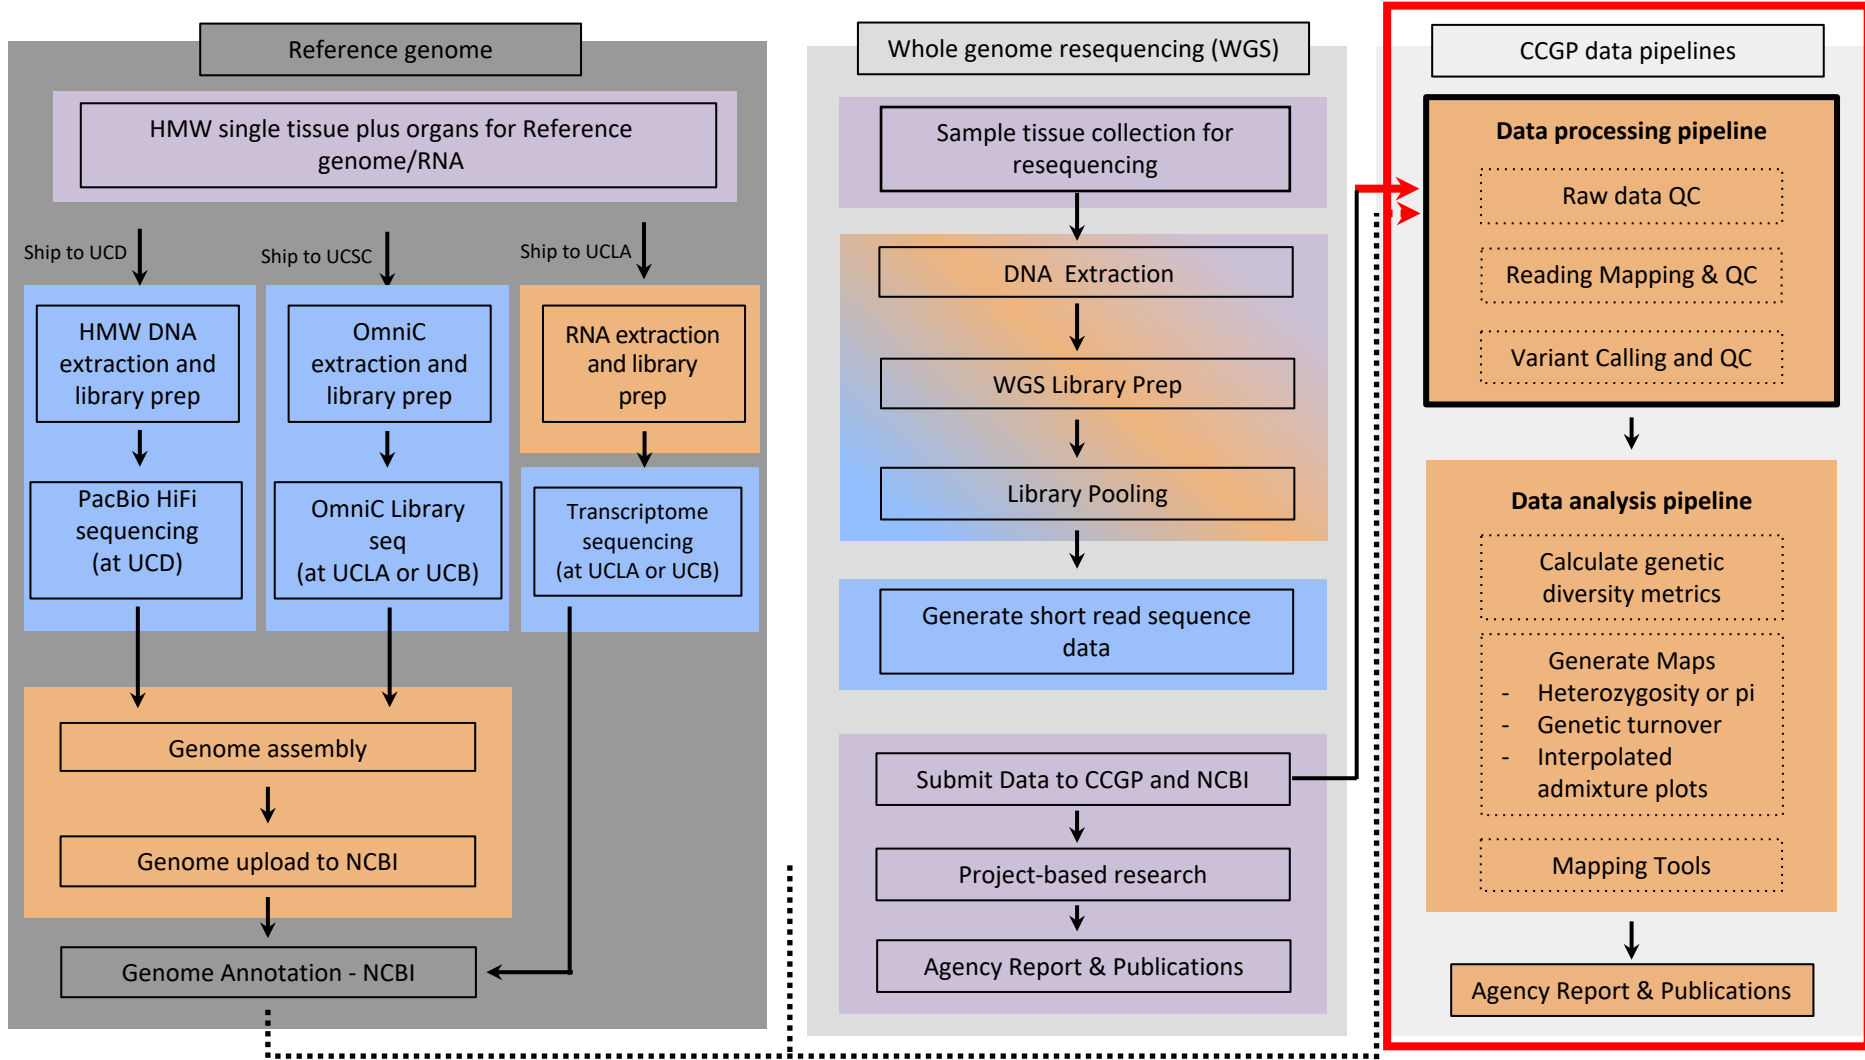 Reference genome
HMW single tissue plus organs for Reference
genome/RNA
Ship to UCD
Ship to UCSC
Ship to UCLA
HMW DNA
extraction and
library prep
OmniC
extraction and
library prep
RNA extraction
and library
prep
PacBio HiFi
sequencing
(at UCD)
OmniC Library
seq
(at UCLA or UCB)
Transcriptome
sequencing
(at UCLA or UCB)
Genome assembly
Genome upload to NCBI
Genome Annotation - NCBI
Whole genome resequencing (WGS)
Sample tissue collection for
resequencing
DNA Extraction
WGS Library Prep
Library Pooling
Generate short read sequence
data
Submit Data to CCGP and NCBI
Project-based research
Agency Report & Publications
CCGP data pipelines
Data processing pipeline
Raw data QC
Reading Mapping & QC
Variant Calling and QC
Data analysis pipeline
Calculate genetic
diversity metrics
Generate Maps
- Heterozygosity or pi
- Genetic turnover
- Interpolated
admixture plots
Mapping Tools
Agency Report & Publications